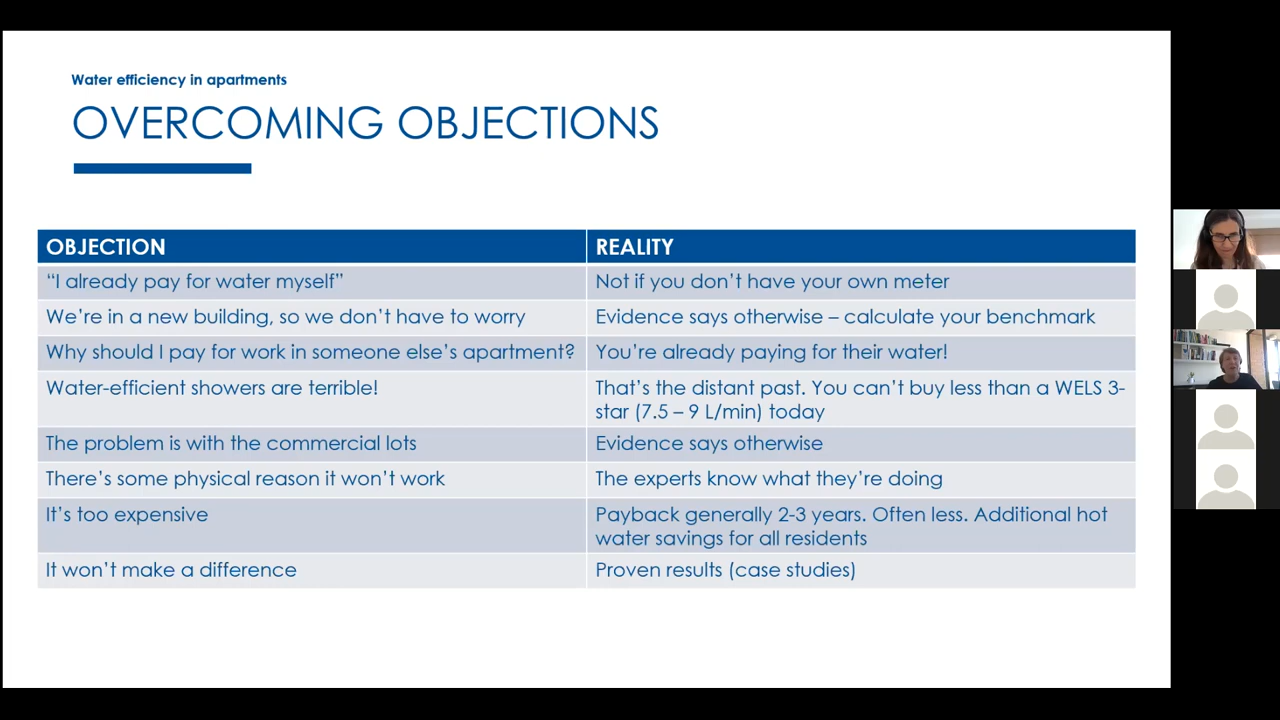 Water efficiency in apartments
OVERCOMING OBJECTIONS
OBJECTION
REALITY
“I already pay for water myself”
Not if you don’t have your own meter
We’re in a new building, so we don’t have to worry
Evidence says otherwise – calculate your benchmark
Why should I pay for work in someone else’s apartment?
You’re already paying for their water!
Water-efficient showers are terrible!
That’s the distant past. You can’t buy less than a WELS 3-
star (7.5 – 9 L/min) today
The problem is with the commercial lots
Evidence says otherwise
There’s some physical reason it won’t work
The experts know what they’re doing
It’s too expensive
Payback generally 2-3 years. Often less. Additional hot
water savings for all residents
It won’t make a difference
Proven results (case studies)